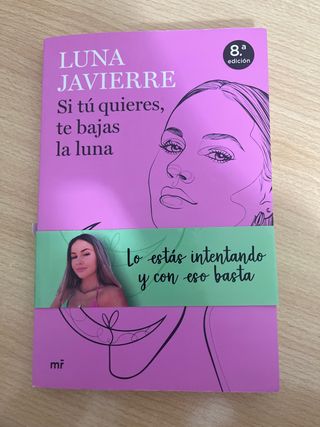 LUNA
JAVIERRE
8.ª
edición
Si tú quieres,
te bajas
la luna
Lo estás intentando
y con eso basta
mr